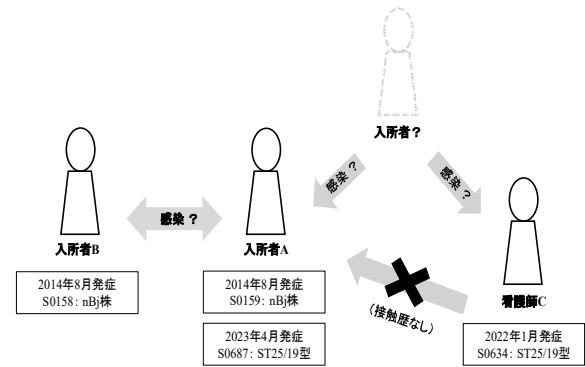 入所者？
感染？
感染？
感染？
入所者B
入所者A
看護師C
（接触歴なし）
2014年8月発症
S0158：nBj株
2014年8月発症
S0159：nBj株
2023年4月発症
S0687：ST25/19型
2022年1月発症
S0634：ST25/19型